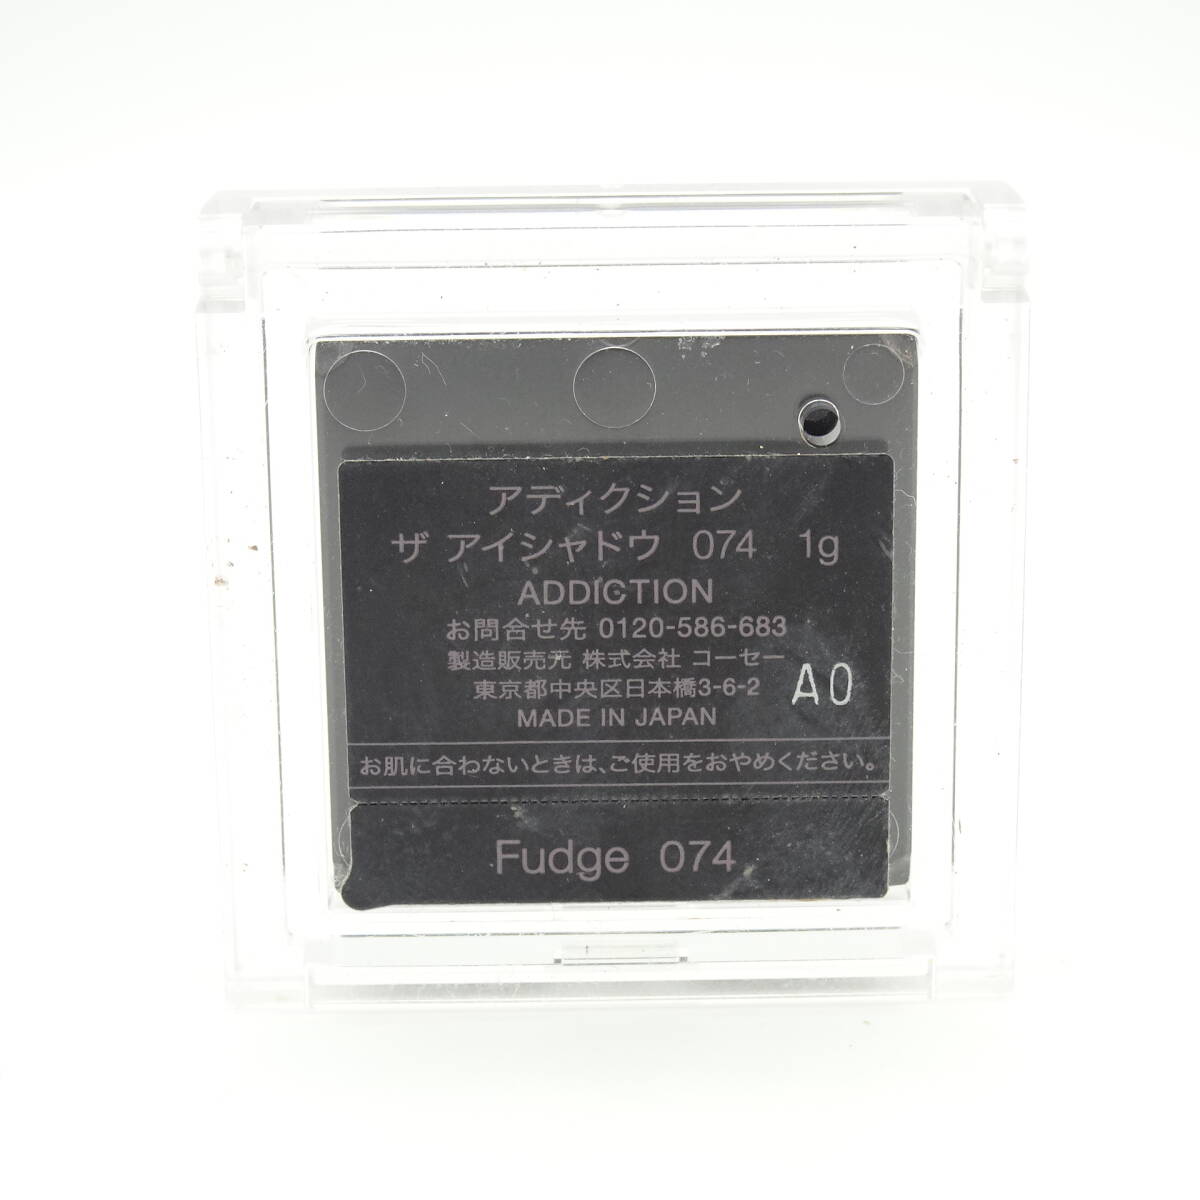 アディクション
ザ アイシャドウ 074 1g
ADDICTION
お問合せ先 0120-586-683
製造販売元 株式会社 コーセー
東京都中央区日本橋3-6-2
A0
MADE IN JAPAN
お肌に合わないときは、ご使用をおやめください。
Fudge 074